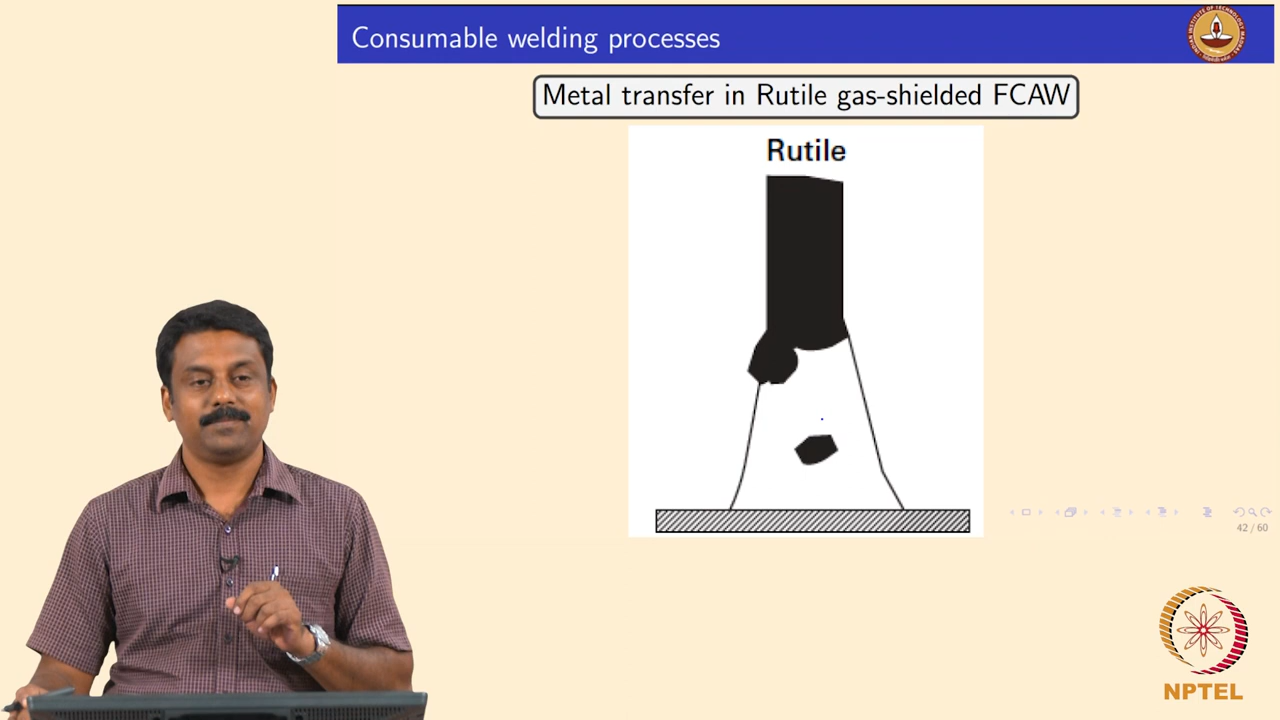 Consumable welding processes
Metal transfer in Rutile gas-shielded FCAW
Rutile
42 / 60
NPTEL